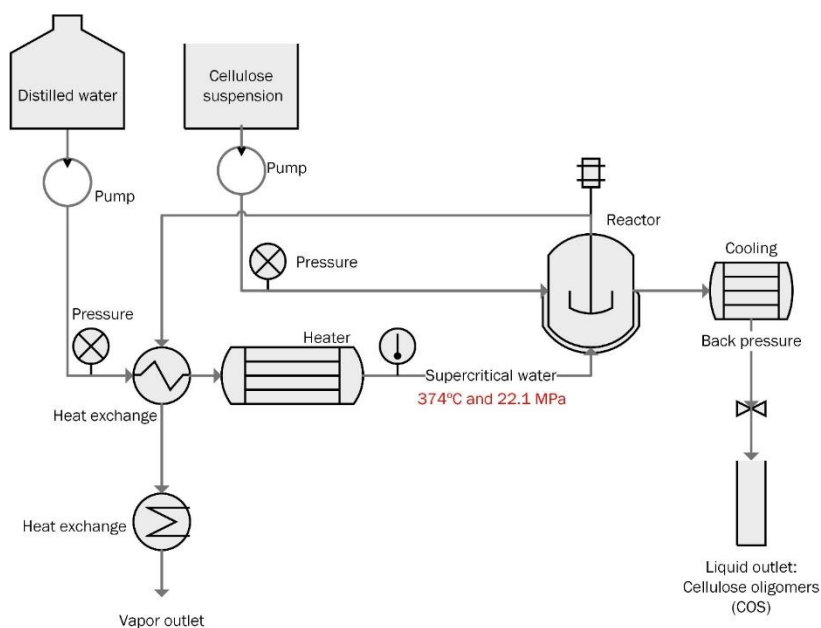 Distilled water
Cellulose
suspension
Pump
Pump
Reactor
Pressure
Cooling
Pressure
Heater
Back pressure
Supercritical water
374ºC and 22.1 MPa
Heat exchange
Heat exchange
Liquid outlet:
Cellulose oligomers
(COS)
Vapor outlet